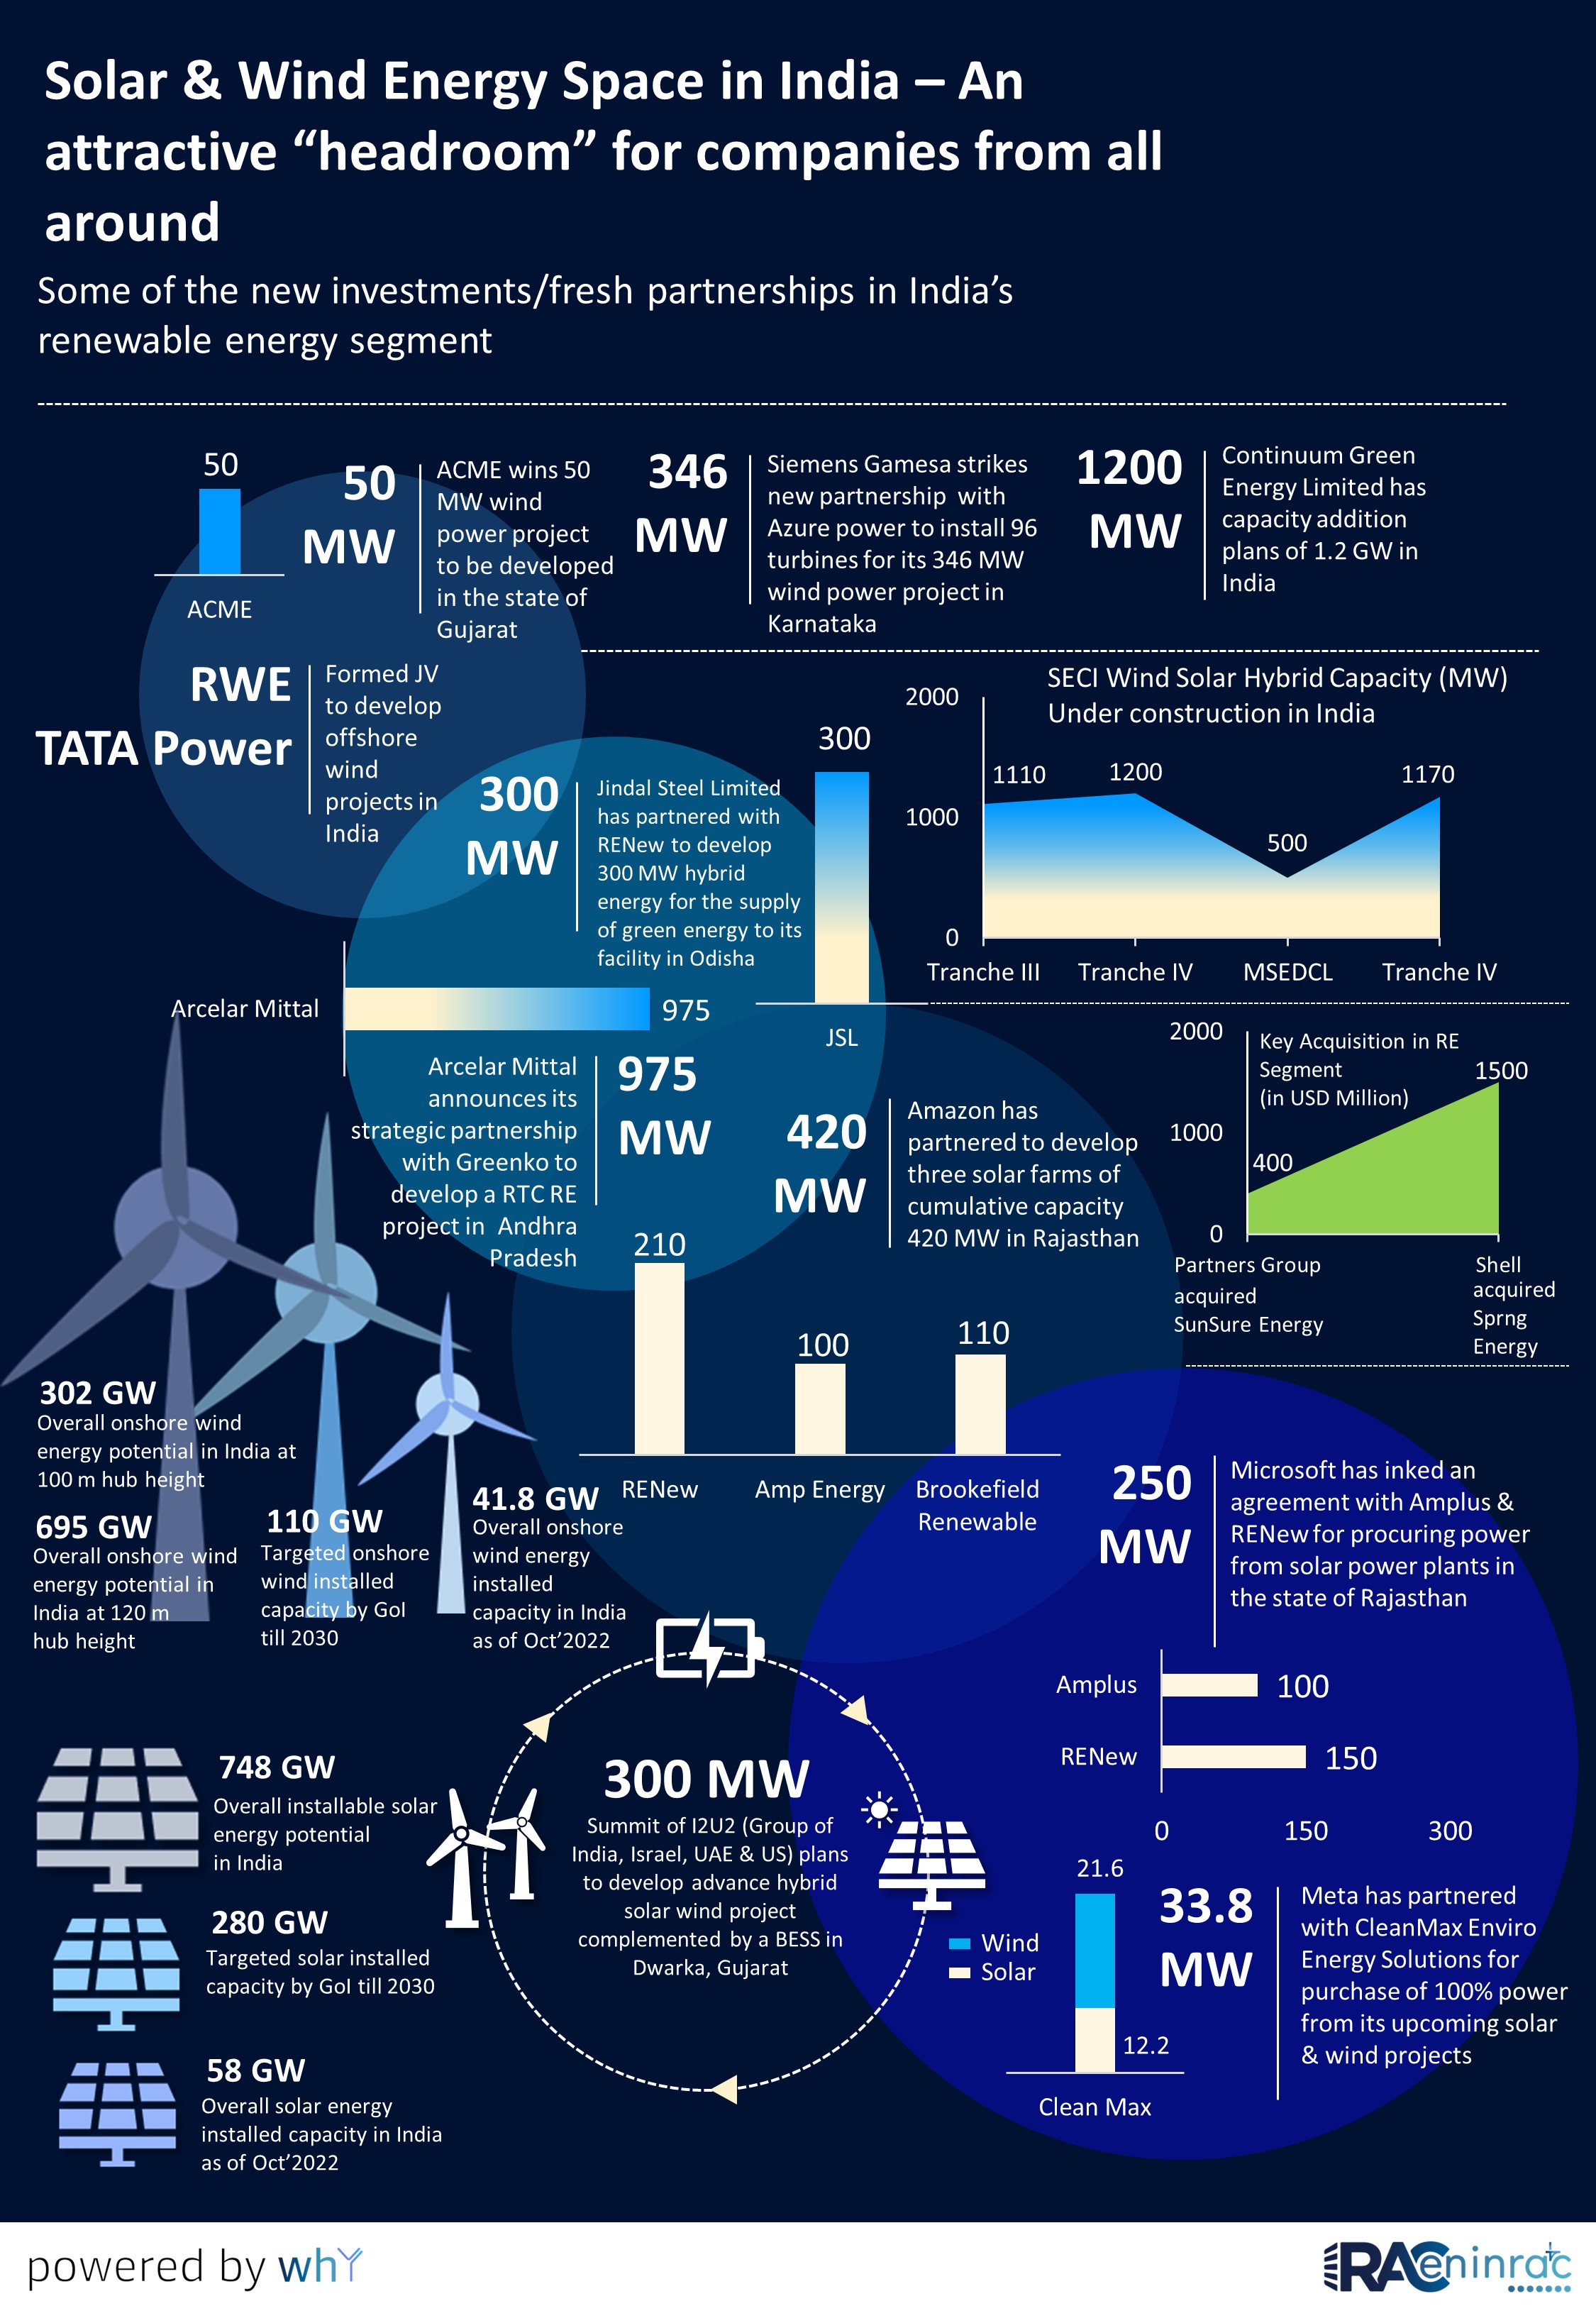 Solar & Wind Energy Space in India – An
attractive “headroom” for companies from all
around
Some of the new investments/fresh partnerships in India’s
renewable energy segment
50
ACME
50
MW
ACME wins 50
MW wind
power project
to be developed
in the state of
Gujarat
346
MW
Siemens Gamesa strikes
new partnership with
Azure power to install 96
turbines for its 346 MW
wind power project in
Karnataka
1200
MW
Continuum Green
Energy Limited has
capacity addition
plans of 1.2 GW in
India
RWE
TATA Power
Formed JV
to develop
offshore
wind
projects in
India
300
MW
Jindal Steel Limited
has partnered with
RENew to develop
300 MW hybrid
energy for the supply
of green energy to its
facility in Odisha
300
JSL
SECI Wind Solar Hybrid Capacity (MW)
Under construction in India
2000
1000
0
1110
1200
500
1170
Tranche III
Tranche IV
MSEDCL
Tranche IV
Arcelar Mittal
975
Arcelar Mittal
announces its
strategic partnership
with Greenko to
develop a RTC RE
project in Andhra
Pradesh
975
MW
420
MW
Amazon has
partnered to develop
three solar farms of
cumulative capacity
420 MW in Rajasthan
Key Acquisition in RE
Segment
(in USD Million)
2000
1000
0
400
1500
Partners Group
acquired
SunSure Energy
Shell
acquired
Sprng
Energy
210
100
110
RENew
Amp Energy
Brookefield
Renewable
302 GW
Overall onshore wind
energy potential in India at
100 m hub height
695 GW
Overall onshore wind
energy potential in
India at 120 m
hub height
110 GW
Targeted onshore
wind installed
capacity by GoI
till 2030
41.8 GW
Overall onshore
wind energy
installed
capacity in India
as of Oct’2022
250
MW
Microsoft has inked an
agreement with Amplus &
RENew for procuring power
from solar power plants in
the state of Rajasthan
Amplus
100
RENew
150
0
150
300
748 GW
Overall installable solar
energy potential
in India
280 GW
Targeted solar installed
capacity by GoI till 2030
58 GW
Overall solar energy
installed capacity in India
as of Oct’2022
300 MW
Summit of I2U2 (Group of
India, Israel, UAE & US) plans
to develop advance hybrid
solar wind project
complemented by a BESS in
Dwarka, Gujarat
Wind
Solar
21.6
12.2
Clean Max
33.8
MW
Meta has partnered
with CleanMax Enviro
Energy Solutions for
purchase of 100% power
from its upcoming solar
& wind projects
powered by whY
iRACeninrac